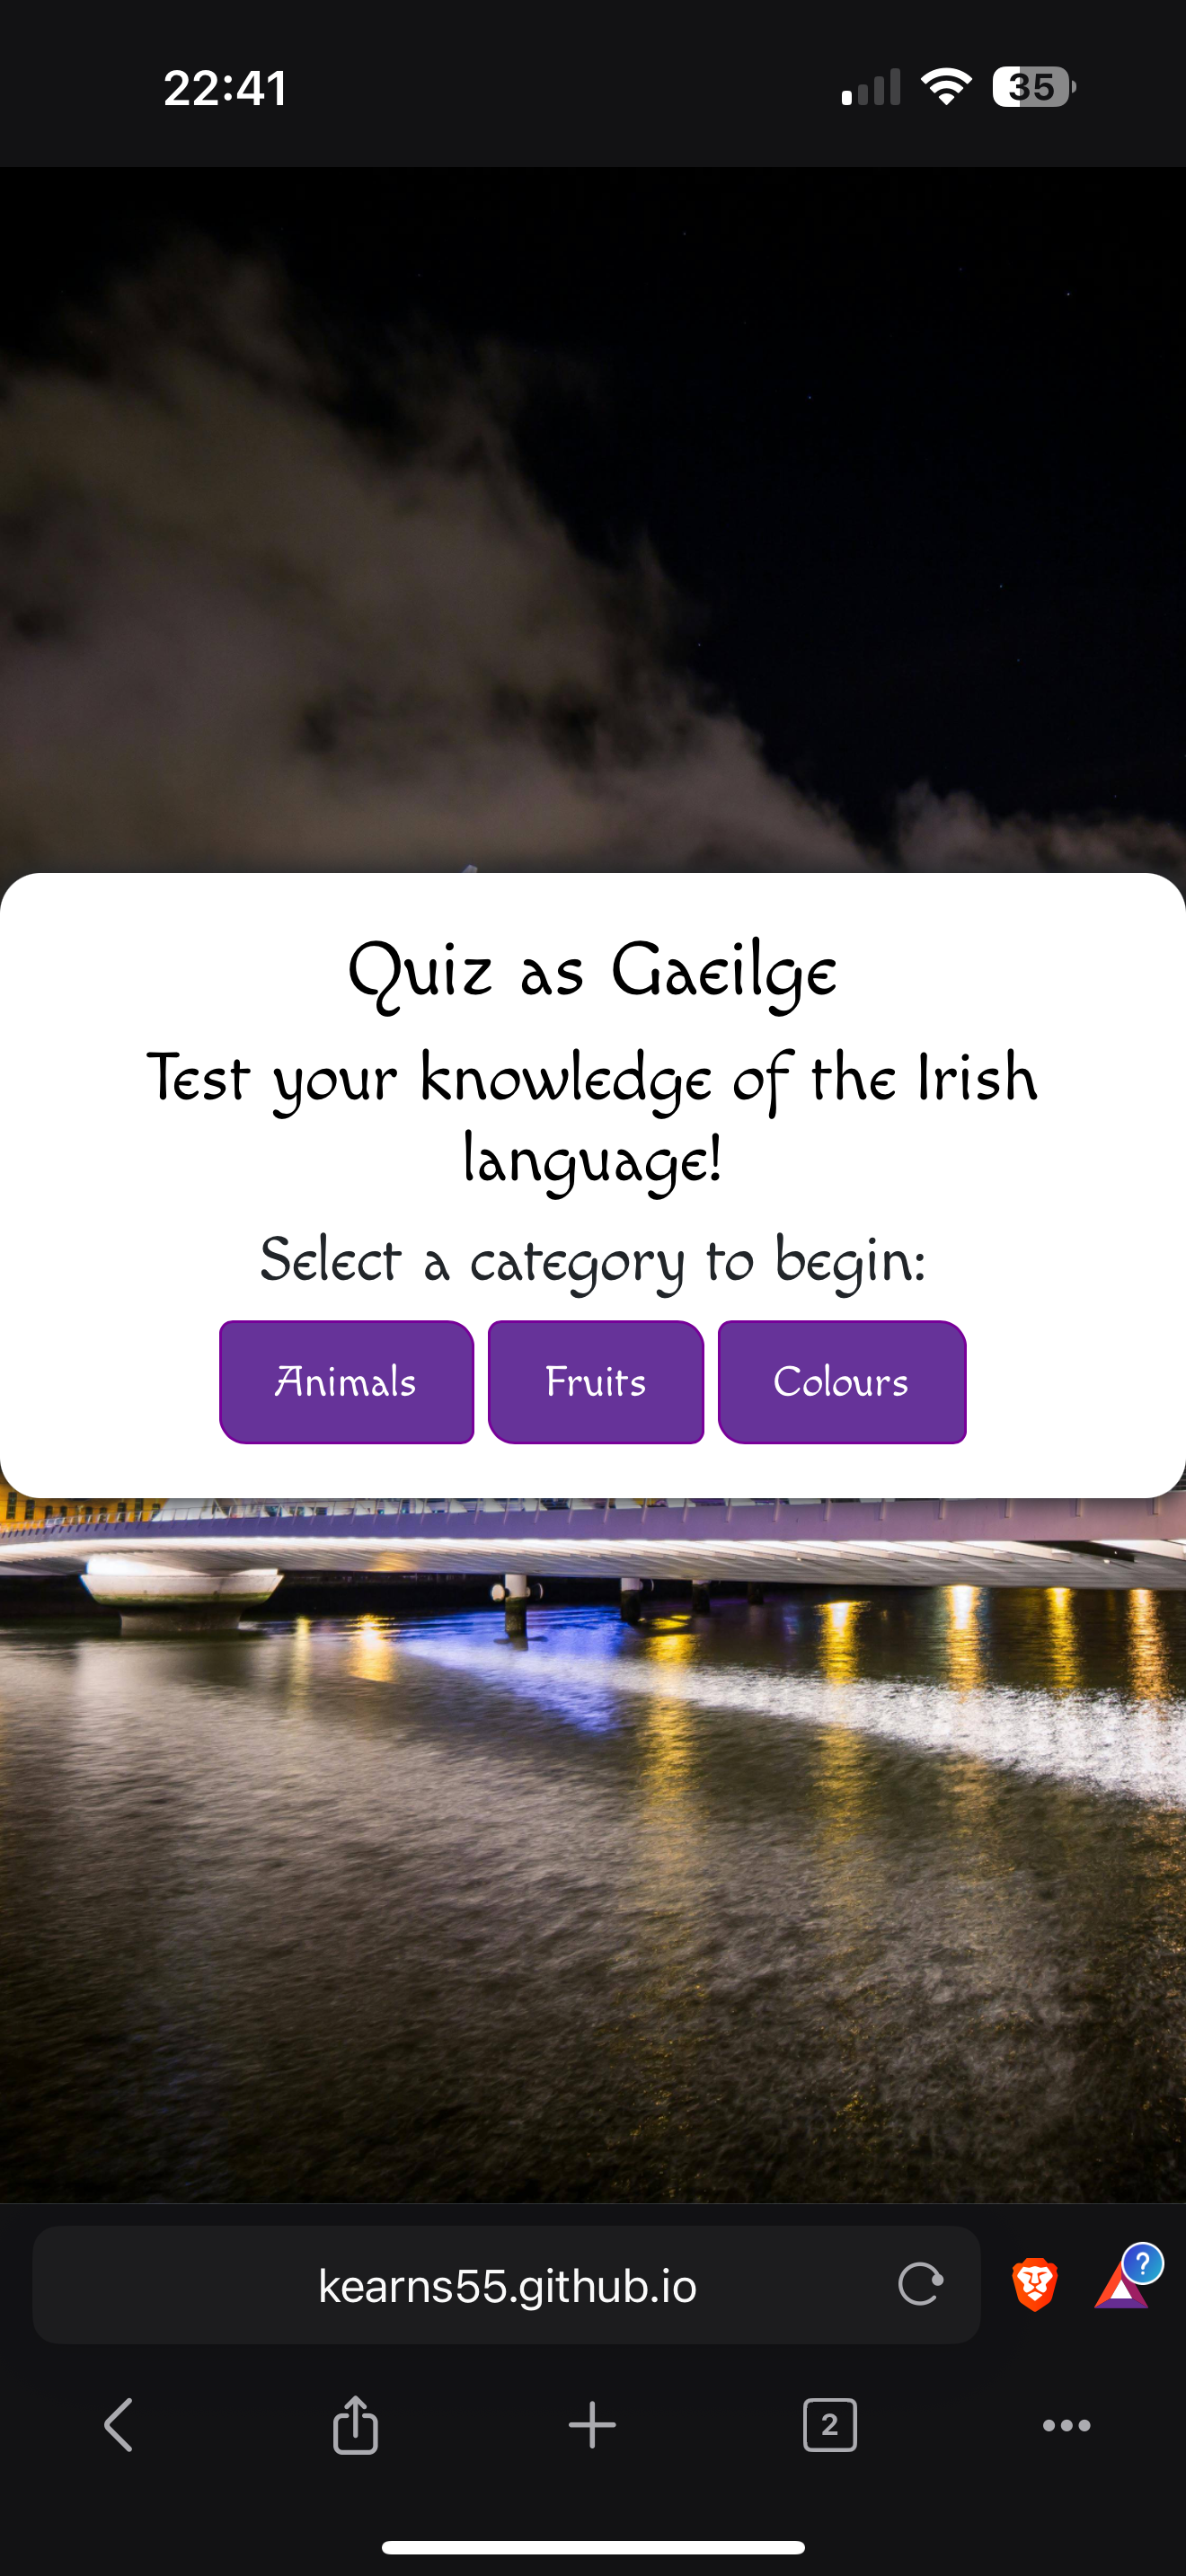 22:41
35
Quiz as Gaeilge
Test your knowledge of the Irish
language!
Select a category to begin:
Animals Fruits Colours
kearns55.github.io
?
2